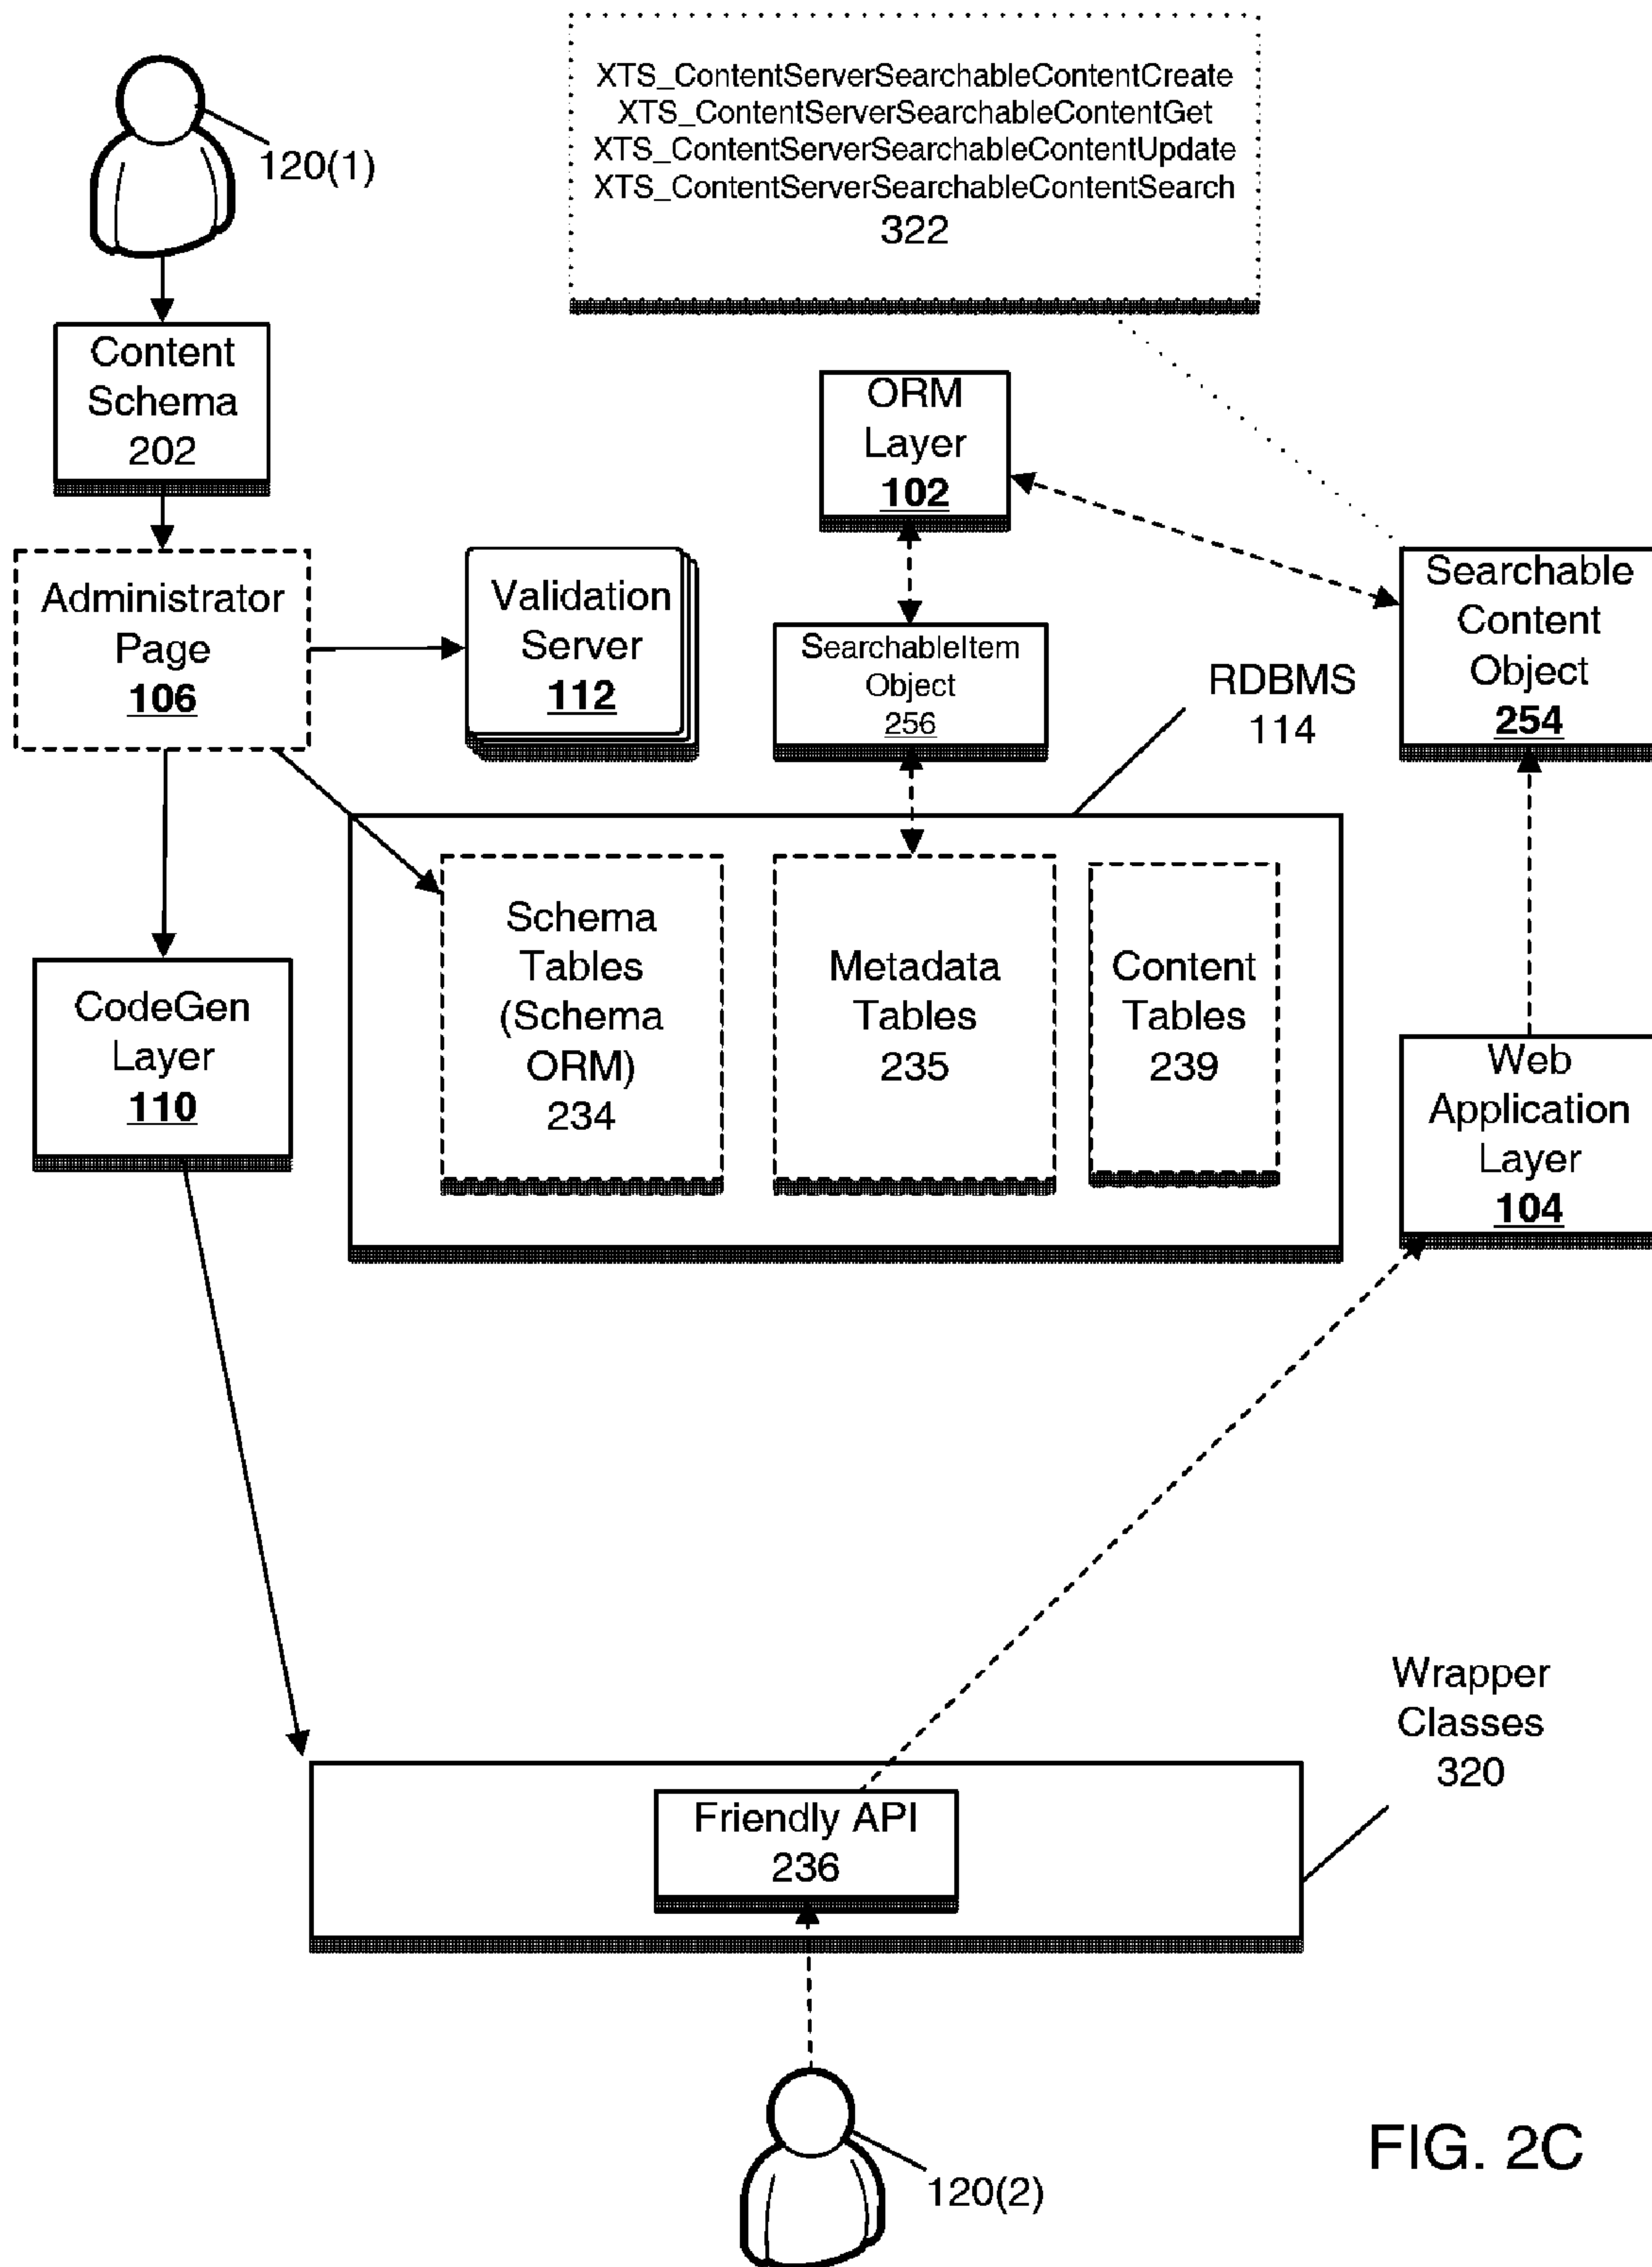 XTS_ContentServerSearchableContentCreate
XTS_ContentServerSearchableContentGet
XTS_ContentServerSearchableContentUpdate
XTS_ContentServerSearchableContentSearch
322
120(1)
Content
Schema
202
ORM
Layer
102
Administrator
Page
106
Validation
Server
112
SearchableItem
Object
256
RDBMS
114
Searchable
Content
Object
254
Schema
Tables
(Schema
ORM)
234
Metadata
Tables
235
Content
Tables
239
CodeGen
Layer
110
Web
Application
Layer
104
Wrapper
Classes
320
Friendly API
236
120(2)
FIG. 2C